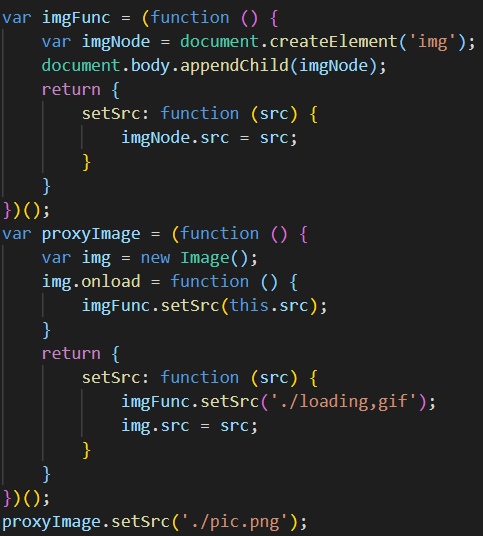 var imgFunc = (function () {
    var imgNode = document.createElement('img');
    document.body.appendChild(imgNode);
    return {
        setSrc: function (src) {
            imgNode.src = src;
        }
    }
})();
var proxyImage = (function () {
    var img = new Image();
    img.onload = function () {
        imgFunc.setSrc(this.src);
    }
    return {
        setSrc: function (src) {
            imgFunc.setSrc('./loading,gif');
            img.src = src;
        }
    }
})();
proxyImage.setSrc('./pic.png');